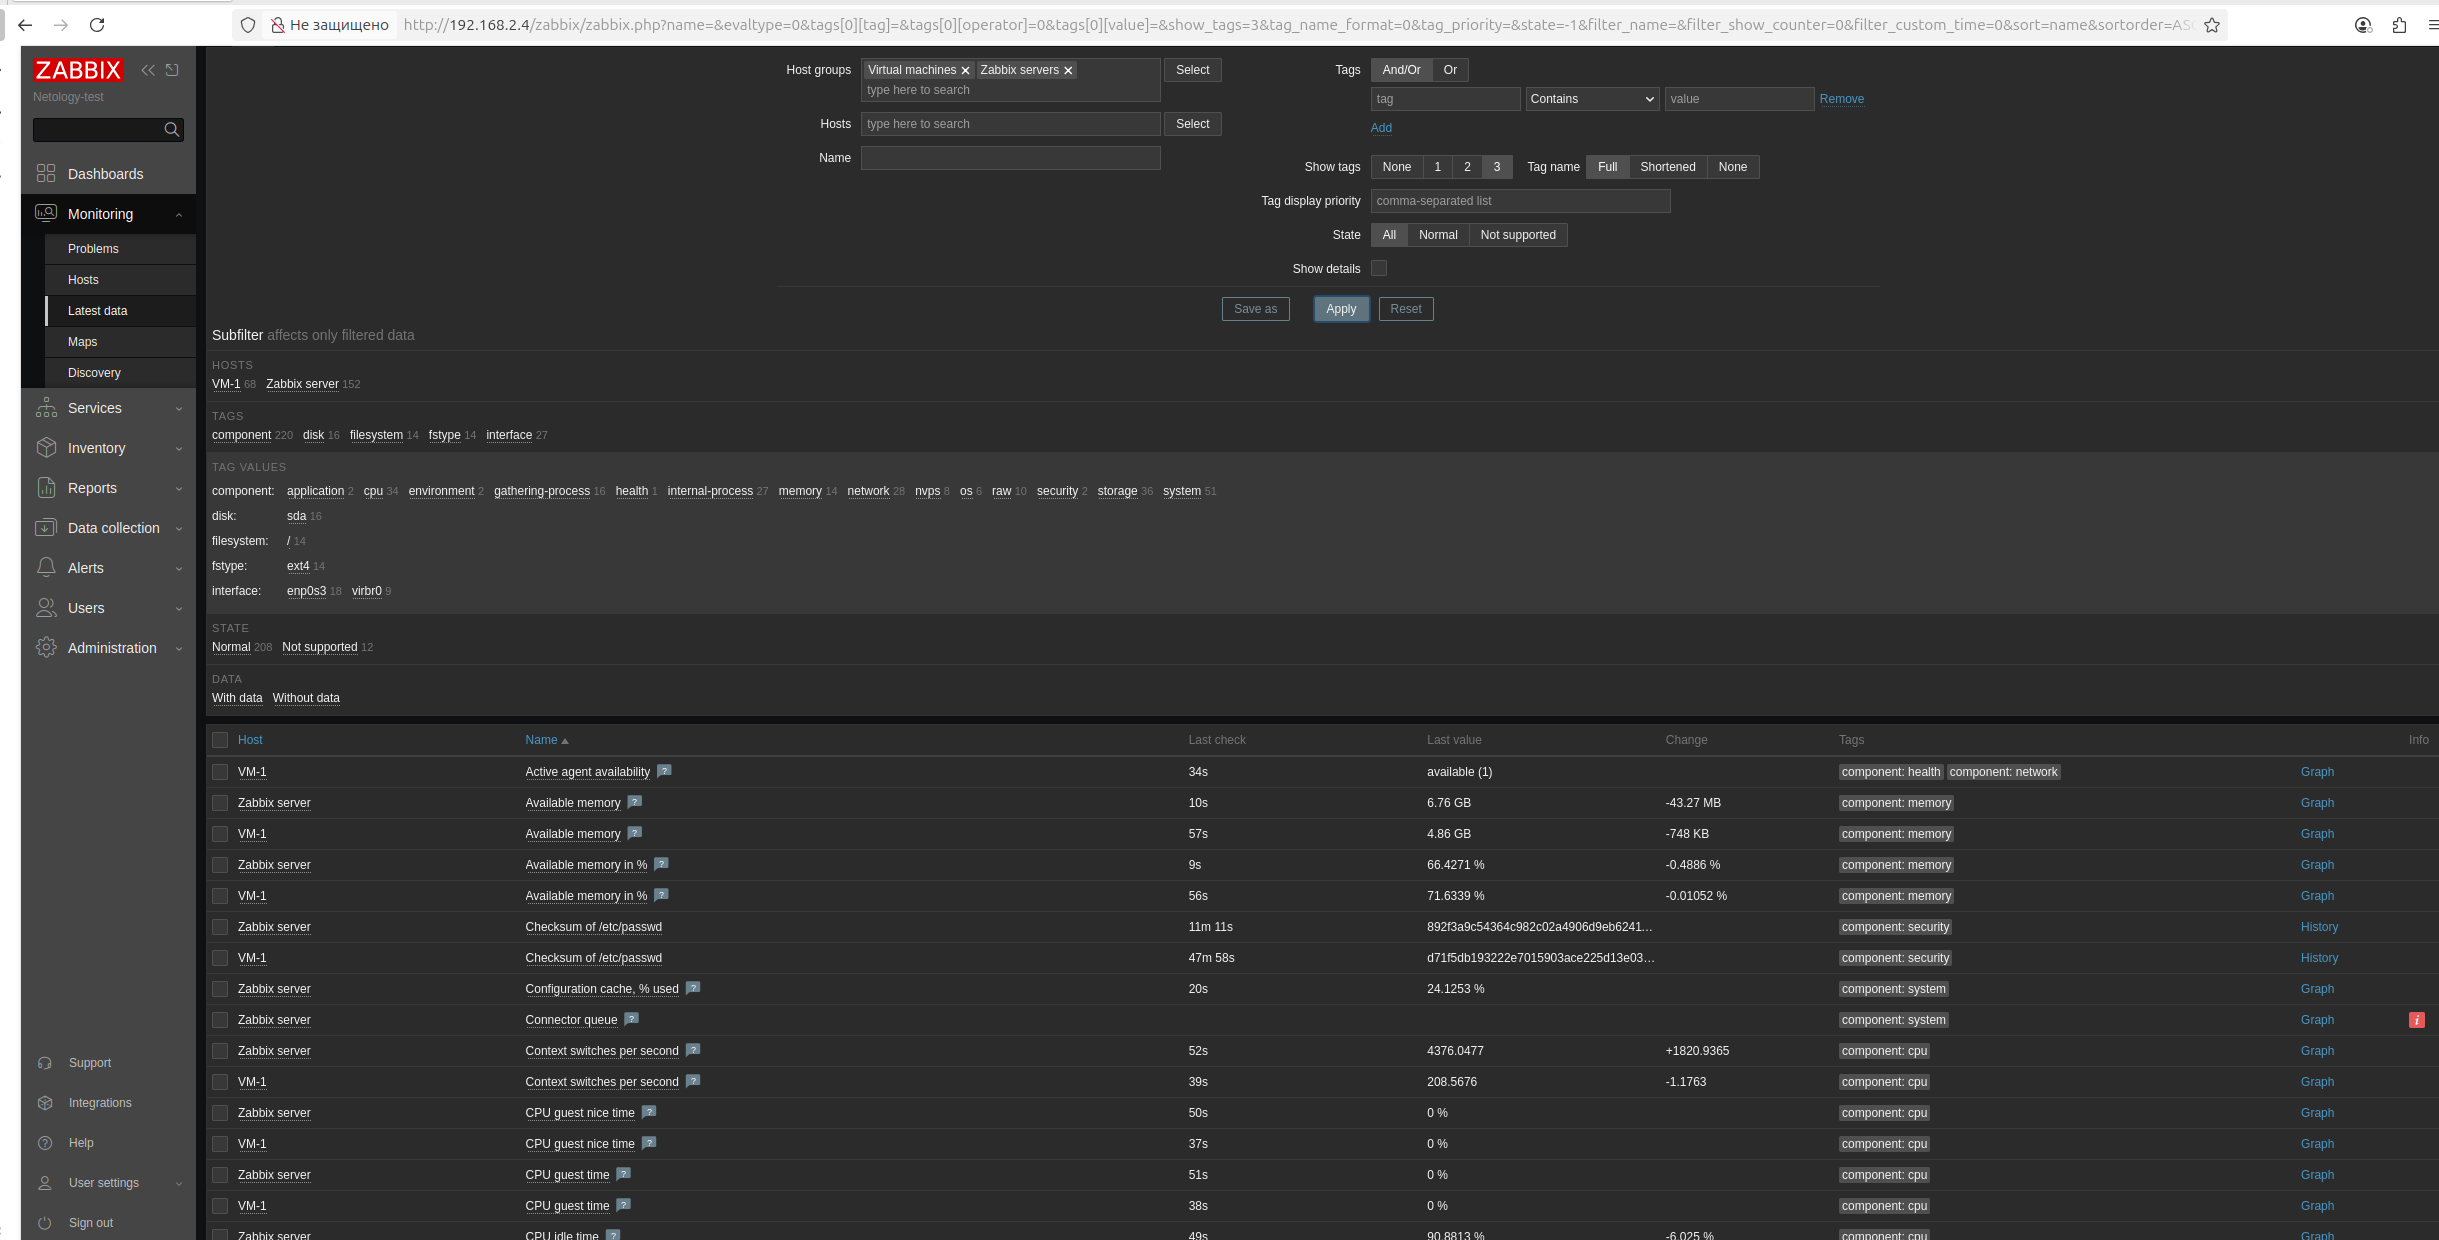 Не защищено http://192.168.2.4/zabbix/zabbix.php?name=&evaltype=0&tags[0][tag]=&tags[0][operator]=0&tags[0][value]=&show_tags=3&tag_name_format=0&tag_priority=&state=-1&filter_name=&filter_show_counter=0&filter_custom_time=0&sort=name&sortorder=AS
ZABBIX
Netology-test
Dashboards
Monitoring
Problems
Hosts
Latest data
Maps
Discovery
Services
Inventory
Reports
Data collection
Alerts
Users
Administration
Support
Integrations
Help
User settings
Sign out
Host groups Virtual machines Zabbix servers Select
type here to search
Hosts type here to search Select
Name
Tags And/Or Or
tag Contains value Remove
Add
Show tags None 1 2 3 Tag name Full Shortened None
Tag display priority comma-separated list
State All Normal Not supported
Show details
Save as Apply Reset
Subfilter affects only filtered data
HOSTS
VM-1 68 Zabbix server 152
TAGS
component 220 disk 16 filesystem 14 fstype 14 interface 27
TAG VALUES
component: application 2 cpu 34 environment 2 gathering-process 16 health 1 internal-process 27 memory 14 network 28 nvps 8 os 6 raw 10 security 2 storage 36 system 51
disk: sda 16
filesystem: / 14
fstype: ext4 14
interface: enp0s3 18 virbr0 9
STATE
Normal 208 Not supported 12
DATA
With data Without data
Host Name Last check Last value Change Tags Info
VM-1 Active agent availability ? 34s available (1) component: health component: network Graph
Zabbix server Available memory ? 10s 6.76 GB -43.27 MB component: memory Graph
VM-1 Available memory ? 57s 4.86 GB -748 KB component: memory Graph
Zabbix server Available memory in % ? 9s 66.4271 % -0.4886 % component: memory Graph
VM-1 Available memory in % ? 56s 71.6339 % -0.01052 % component: memory Graph
Zabbix server Checksum of /etc/passwd 11m 11s 892f3a9c54364c982c02a4906d9eb6241... component: security History
VM-1 Checksum of /etc/passwd 47m 58s d71f5db193222e7015903ace225d13e03... component: security History
Zabbix server Configuration cache, % used ? 20s 24.1253 % component: system Graph
Zabbix server Connector queue ? component: system Graph i
Zabbix server Context switches per second ? 52s 4376.0477 +1820.9365 component: cpu Graph
VM-1 Context switches per second ? 39s 208.5676 -1.1763 component: cpu Graph
Zabbix server CPU guest nice time ? 50s 0 % component: cpu Graph
VM-1 CPU guest nice time ? 37s 0 % component: cpu Graph
Zabbix server CPU guest time ? 51s 0 % component: cpu Graph
VM-1 CPU guest time ? 38s 0 % component: cpu Graph
Zabbix server CPU idle time ? 49s 90.8813 % -6.025 % component: cpu Graph